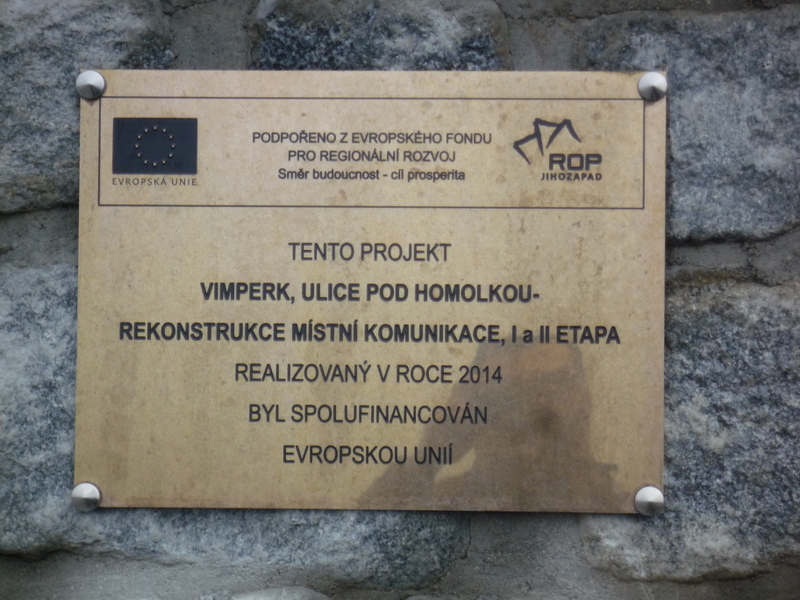 PODPOŘENO Z EVROPSKÉHO FONDU
PRO REGIONÁLNÍ ROZVOJ
Směr budoucnost - cíl prosperita
EVROPSKÁ UNIE
ROP
JIHOZAPAD
TENTO PROJEKT
VIMPERK, ULICE POD HOMOLKOU-
REKONSTRUKCE MÍSTNÍ KOMUNIKACE, I a II ETAPA
REALIZOVANÝ V ROCE 2014
BYL SPOLUFINANCOVÁN
EVROPSKOU UNIÍ